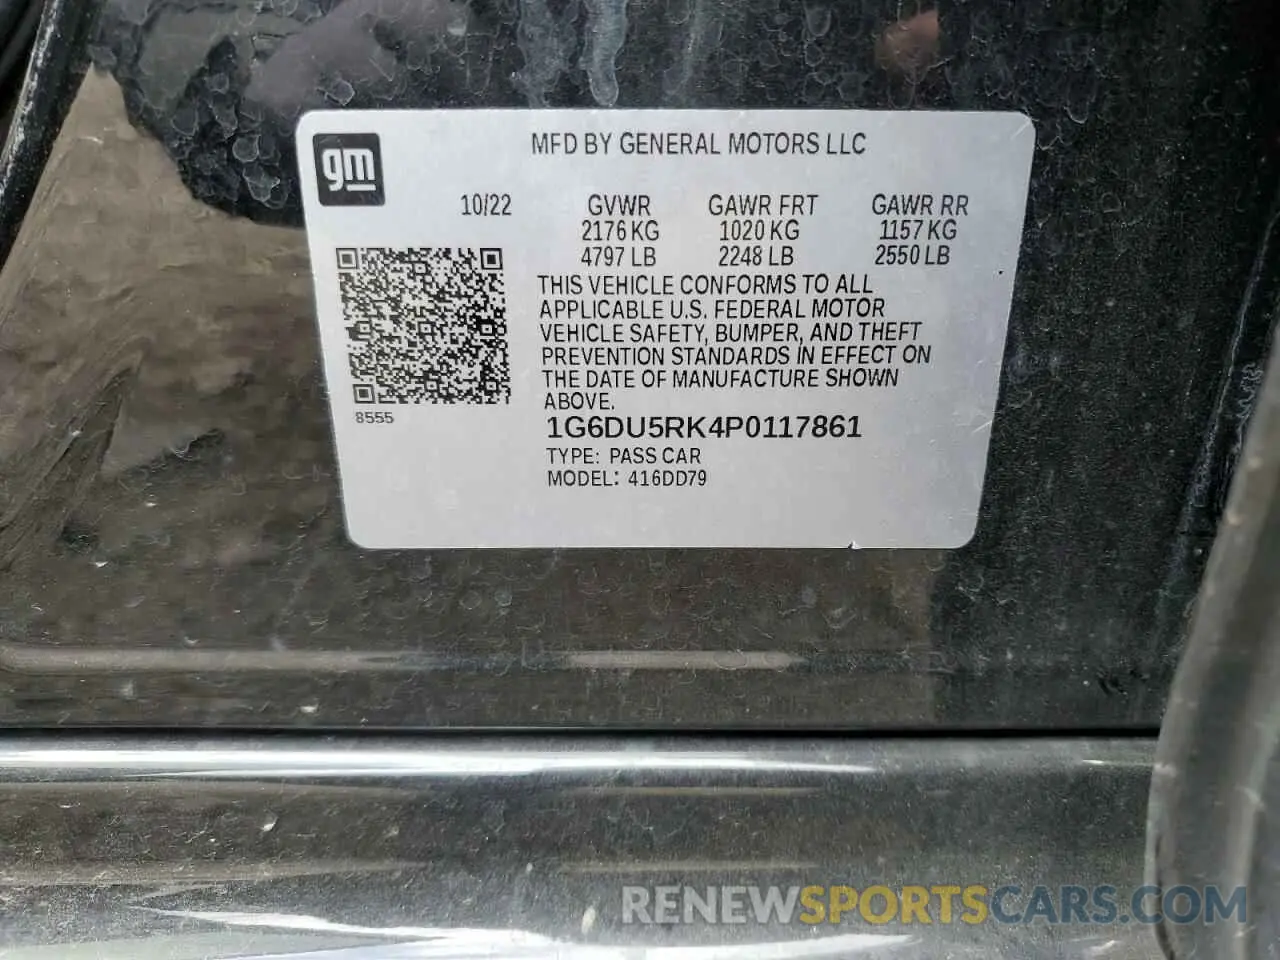 MFD BY GENERAL MOTORS LLC
gm
10/22 GVWR GAWR FRT GAWR RR
2176 KG 1020 KG 1157 KG
4797 LB 2248 LB 2550 LB
THIS VEHICLE CONFORMS TO ALL
APPLICABLE U.S. FEDERAL MOTOR
VEHICLE SAFETY, BUMPER, AND THEFT
PREVENTION STANDARDS IN EFFECT ON
THE DATE OF MANUFACTURE SHOWN
ABOVE.
8555
1G6DU5RK4P0117861
TYPE: PASS CAR
MODEL: 416DD79
RENEWSPORTSCARS.COM